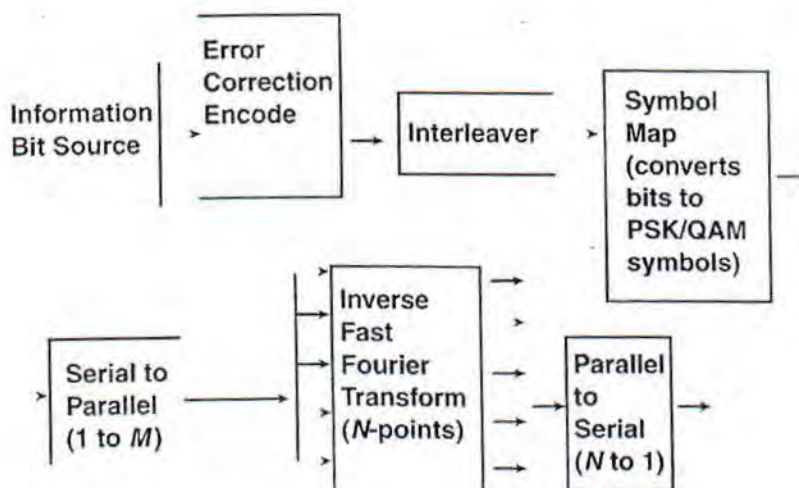 Information
Bit Source
Error
Correction
Encode
Interleaver
Symbol
Map
(converts
bits to
PSK/QAM
symbols)
Serial to
Parallel
(1 to M)
Inverse
Fast
Fourier
Transform
(N-points)
Parallel
to
Serial
(N to 1)